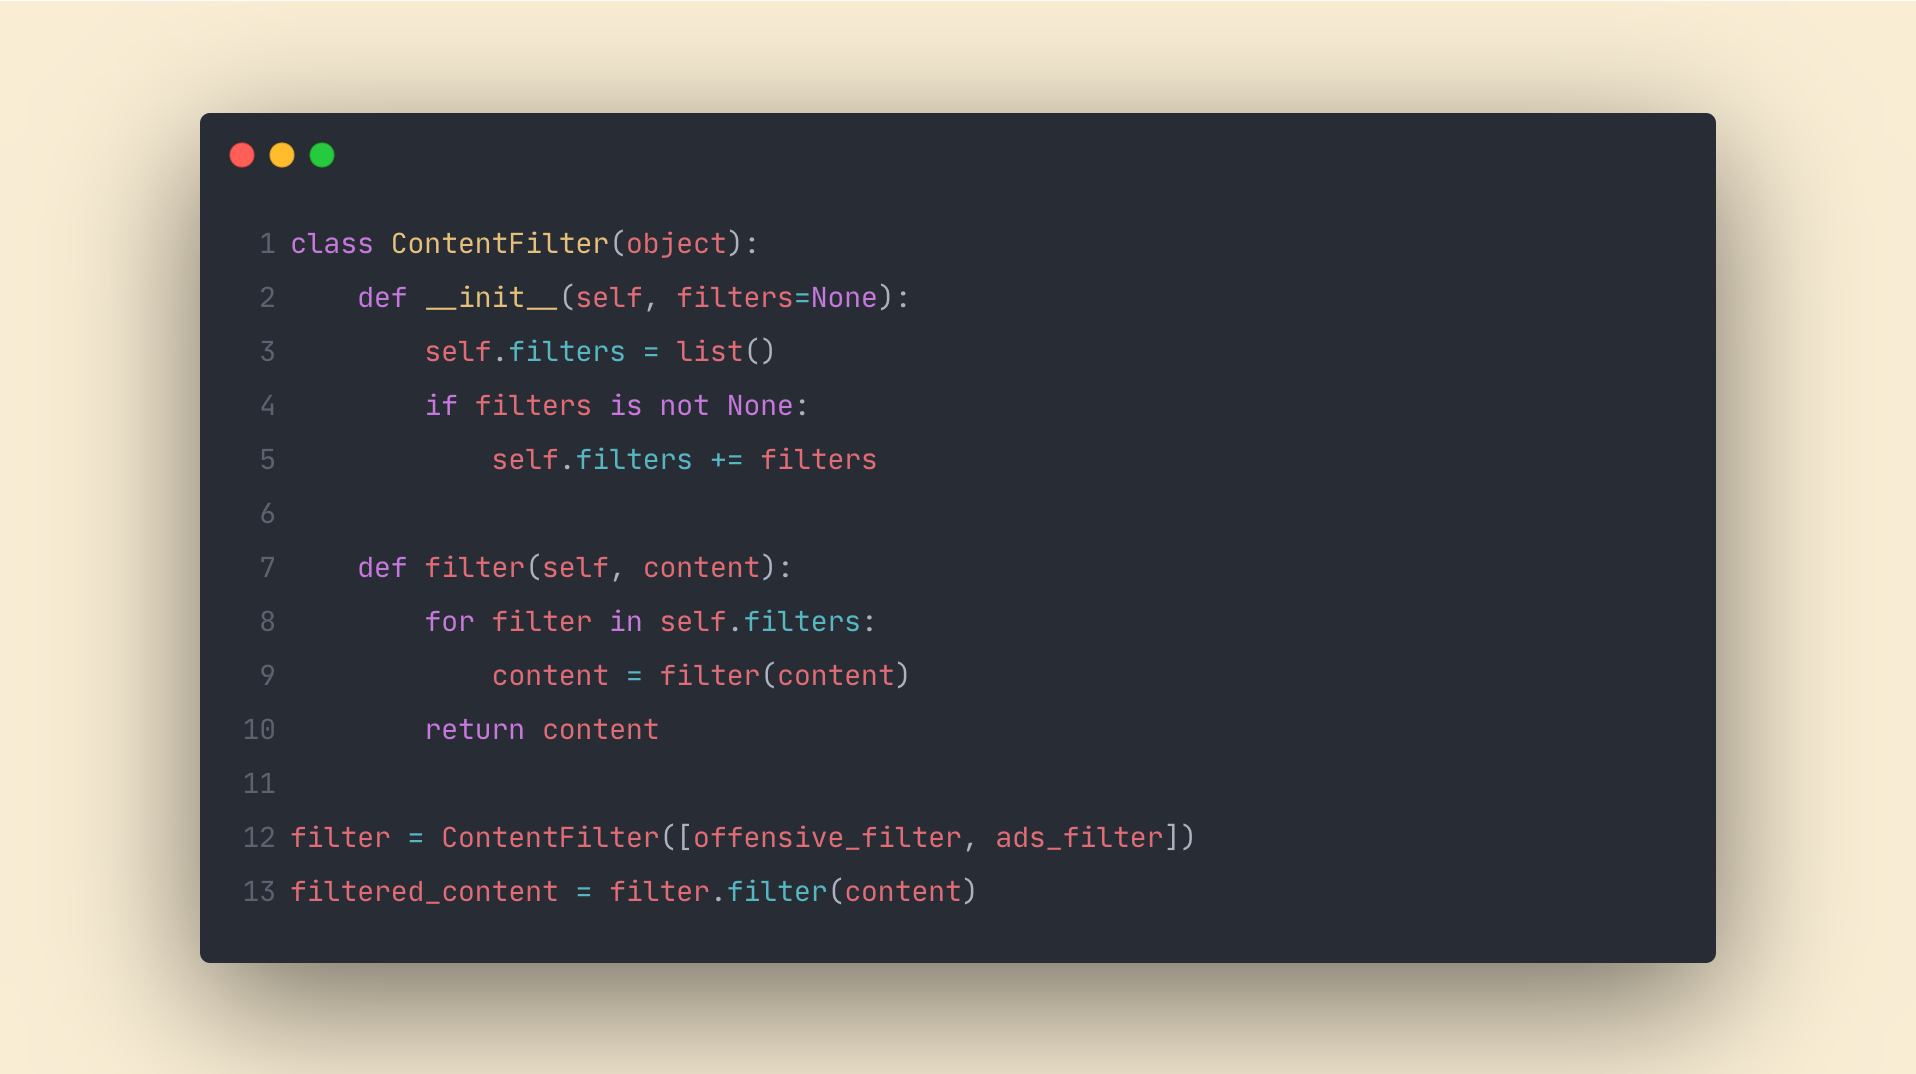 1 class ContentFilter(object):
2     def __init__(self, filters=None):
3         self.filters = list()
4         if filters is not None:
5             self.filters += filters
6
7     def filter(self, content):
8         for filter in self.filters:
9             content = filter(content)
10         return content
11
12 filter = ContentFilter([offensive_filter, ads_filter])
13 filtered_content = filter.filter(content)